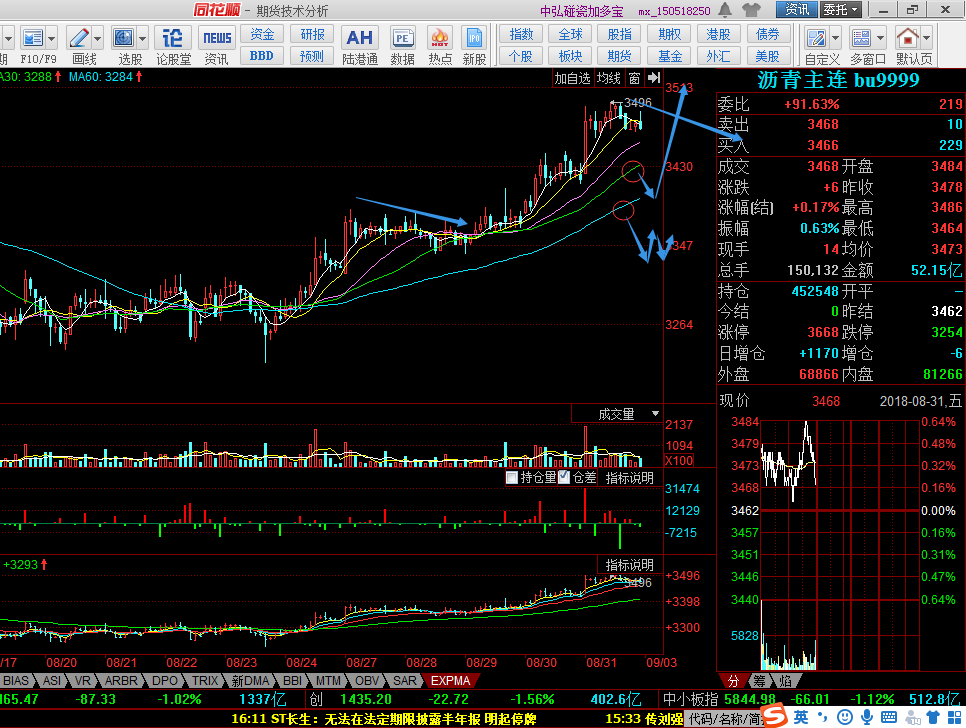 同花顺 - 期货技术分析
中弘碰瓷加多宝 mx_150518250 资讯 委托
论 NEWS 资金 研报 AH PE IPO 指数 全球 股指 期权 港股 债券
期 F10/F9 画线 选股 论股堂 资讯 BBD 预测 陆港通 数据 热点 新股 个股 板块 期货 基金 外汇 美股 自定义 多窗口 默认页
A30: 3288 MA60: 3284 加自选 均线 窗
沥青主连 bu9999
委比 +91.63% 219
卖出 3468 10
买入 3466 229
成交 3468 开盘 3484
涨跌 +6 昨收 3478
涨幅(结) +0.17% 最高 3486
振幅 0.63% 最低 3464
现手 14 均价 3473
总手 150,132 金额 52.15亿
持仓 452548 开平 –
今结 0 昨结 3462
涨停 3668 跌停 3254
日增仓 +1170 增仓 -6
外盘 68866 内盘 81266
现价 3468 2018-08-31,五
3496
3430
3264
成交量
2137
1094
X100
持仓量 仓差 指标说明
31474
12129
-7215
+3293 指标说明
3496
+3496
+3398
+3300
3484 0.64%
3479 0.48%
3473 0.32%
3468 0.16%
3462 0.00%
3457 0.16%
3451 0.31%
3446 0.47%
3440 0.64%
5828
/17 08/20 08/21 08/22 08/23 08/24 08/27 08/28 08/29 08/30 08/31 09/03
BIAS ASI VR ARBR DPO TRIX 新DMA BBI MTM OBV SAR EXPMA
分 筹 焰
65.47 -87.33 -1.02% 1337亿 创 1435.20 -22.72 -1.56% 402.6亿 中小板指 5844.98 -66.01 -1.12% 512.8亿
16:11 ST长生：无法在法定期限披露半年报 明起停牌 15:33 传刘强 代码/名称/简 英